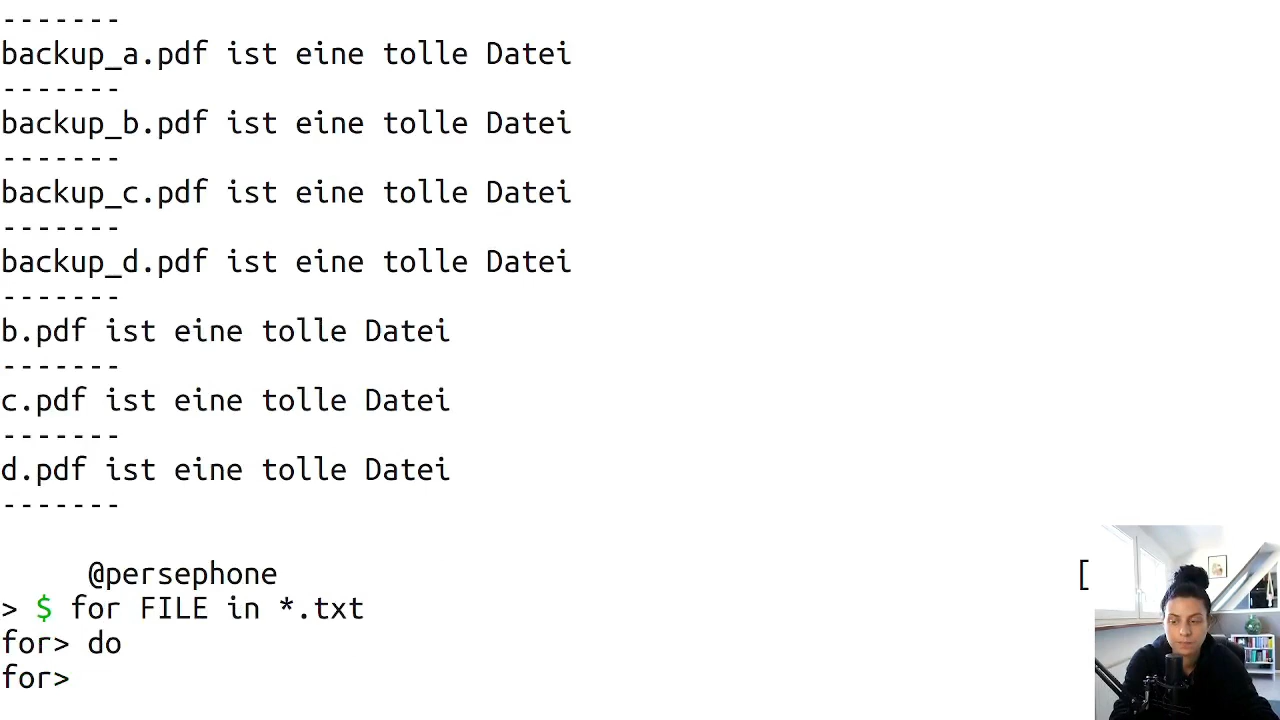 -------
backup_a.pdf ist eine tolle Datei
-------
backup_b.pdf ist eine tolle Datei
-------
backup_c.pdf ist eine tolle Datei
-------
backup_d.pdf ist eine tolle Datei
-------
b.pdf ist eine tolle Datei
-------
c.pdf ist eine tolle Datei
-------
d.pdf ist eine tolle Datei
-------
@persephone [
> $ for FILE in *.txt
for> do
for>